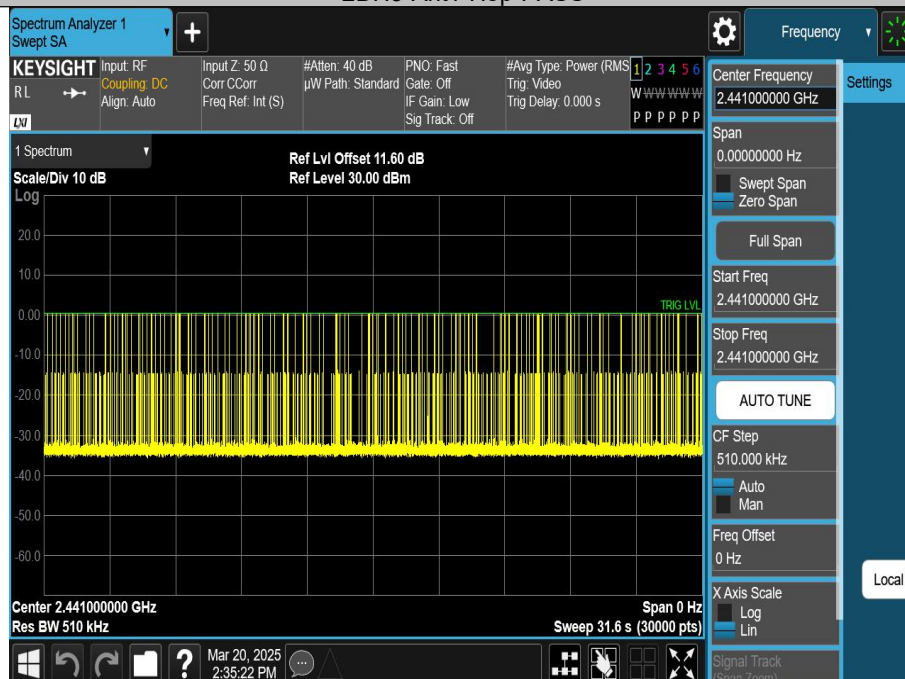 Spectrum Analyzer 1
Swept SA
+
Frequency
KEYSIGHT
RL
LXI
Input: RF
Coupling: DC
Align: Auto
Input Z: 50 Ω
Corr CCorr
Freq Ref: Int (S)
#Atten: 40 dB
µW Path: Standard
PNO: Fast
Gate: Off
IF Gain: Low
Sig Track: Off
#Avg Type: Power (RMS
Trig: Video
Trig Delay: 0.000 s
1 2 3 4 5 6
W W W W W W
P P P P P P
1 Spectrum
Scale/Div 10 dB
Log
Ref Lvl Offset 11.60 dB
Ref Level 30.00 dBm
20.0
10.0
0.00
-10.0
-20.0
-30.0
-40.0
-50.0
-60.0
TRIG LVL
Center 2.441000000 GHz
Res BW 510 kHz
Span 0 Hz
Sweep 31.6 s (30000 pts)
Center Frequency
2.441000000 GHz
Span
0.00000000 Hz
Swept Span
Zero Span
Full Span
Start Freq
2.441000000 GHz
Stop Freq
2.441000000 GHz
AUTO TUNE
CF Step
510.000 kHz
Auto
Man
Freq Offset
0 Hz
X Axis Scale
Log
Lin
Signal Track
(Span Zoom)
Settings
Local
?
Mar 20, 2025
2:35:22 PM